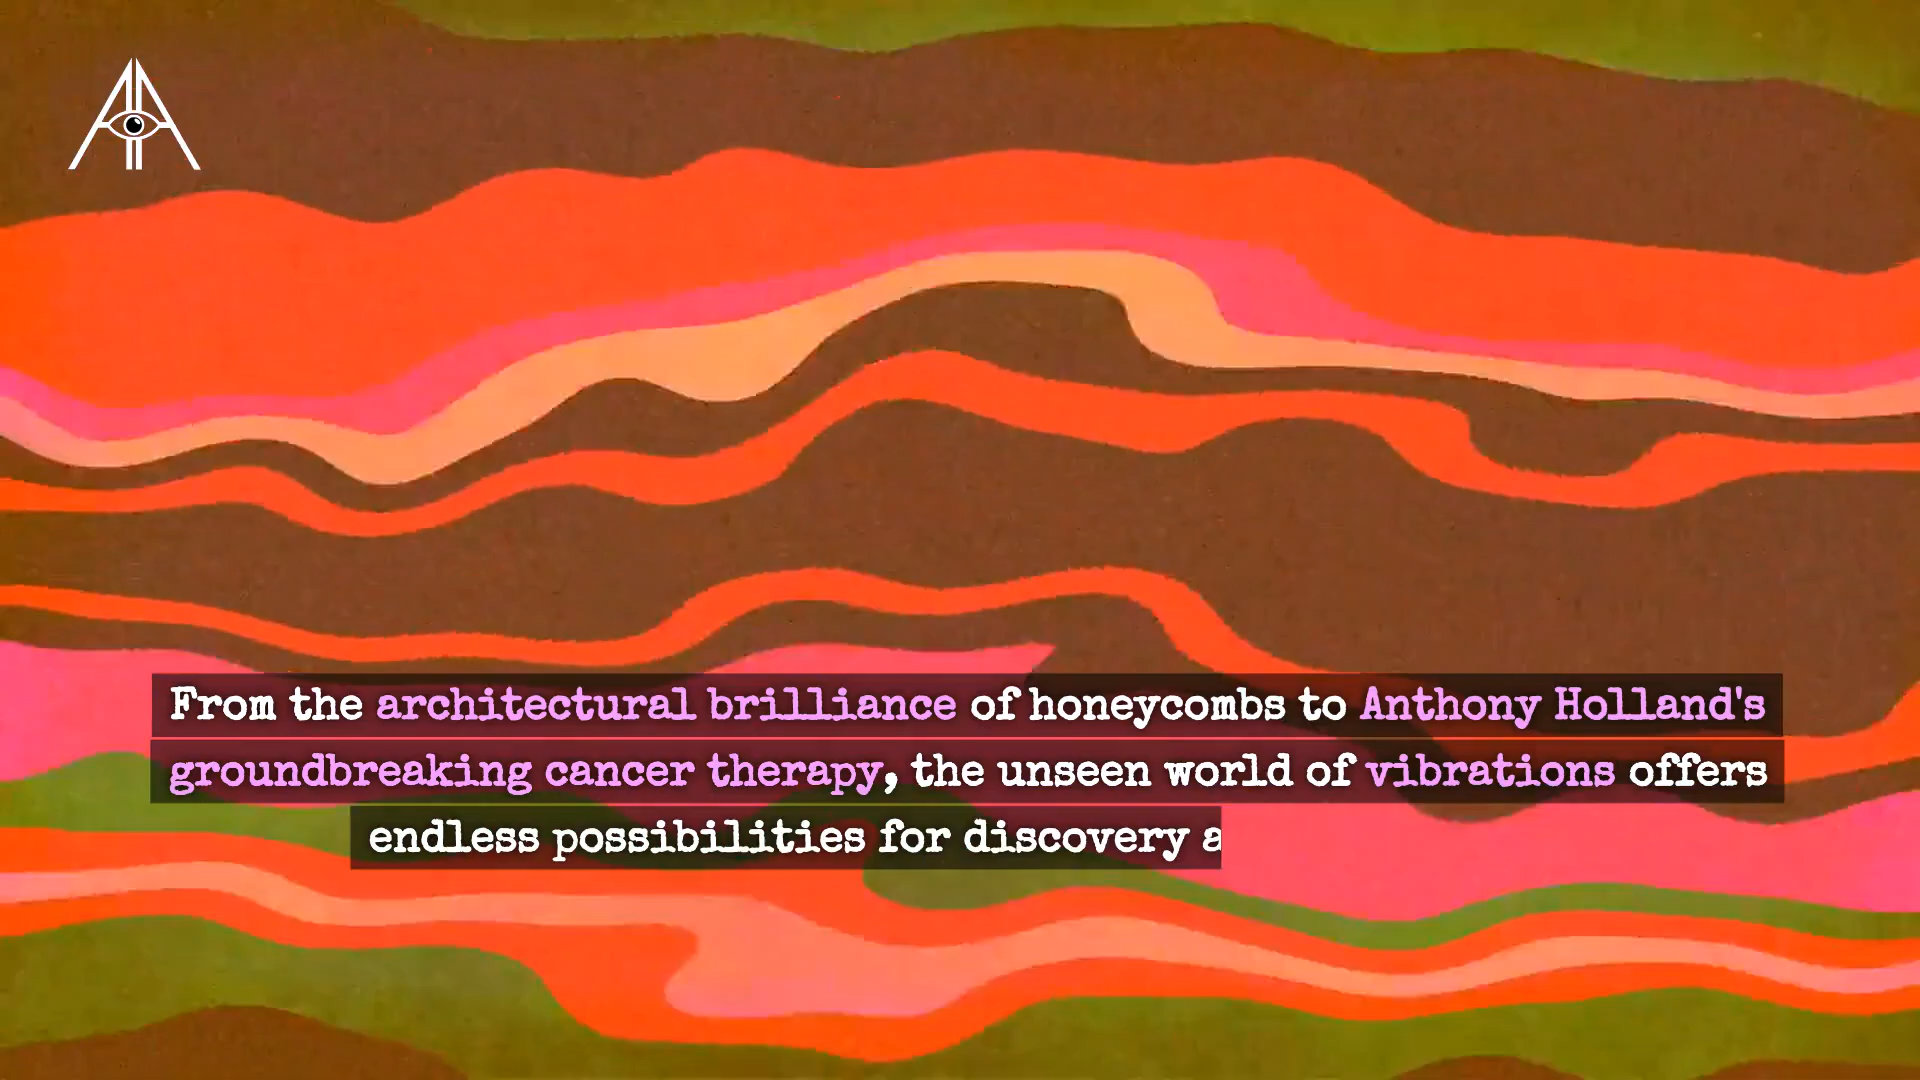 From the architectural brilliance of honeycombs to Anthony Holland's
groundbreaking cancer therapy, the unseen world of vibrations offers
endless possibilities for discovery a